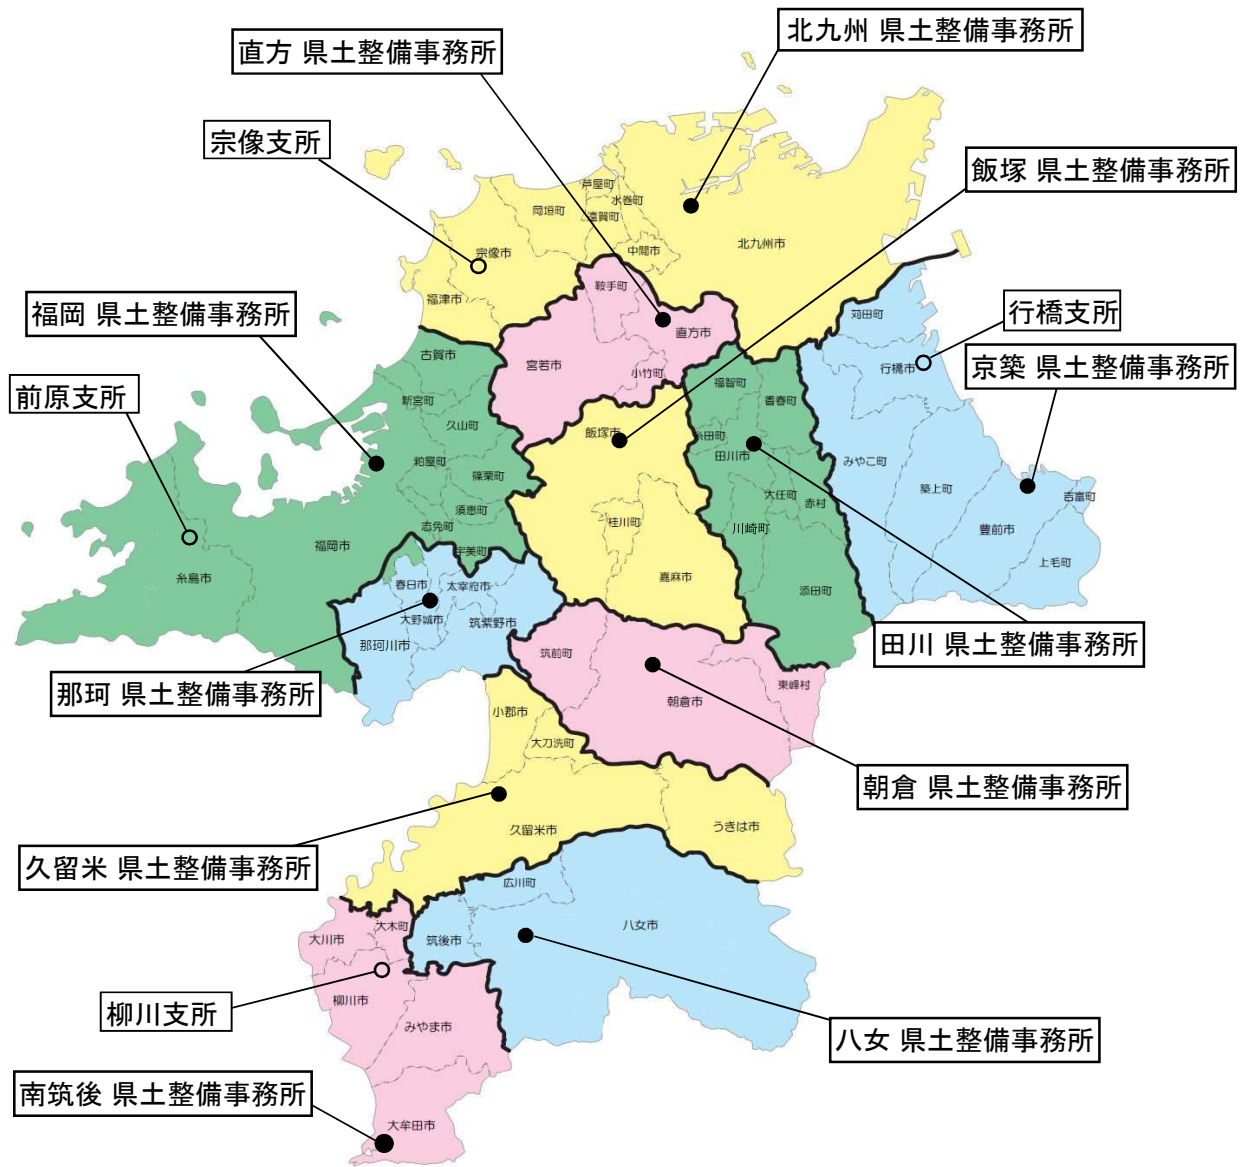 北九州 県土整備事務所
直方 県土整備事務所
宗像支所
飯塚 県土整備事務所
福岡 県土整備事務所
行橋支所
京築 県土整備事務所
前原支所
田川 県土整備事務所
那珂 県土整備事務所
朝倉 県土整備事務所
久留米 県土整備事務所
柳川支所
八女 県土整備事務所
南筑後 県土整備事務所
芦屋町
水巻町
岡垣町
遠賀町
北九州市
中間市
宗像市
福津市
鞍手町
直方市
宮若市
小竹町
苅田町
行橋市
古賀市
新宮町
久山町
粕屋町
篠栗町
須恵町
志免町
宇美町
福岡市
糸島市
福智町
香春町
糸田町
田川市
大任町
赤村
川崎町
添田町
飯塚市
桂川町
嘉麻市
みやこ町
築上町
豊前市
吉富町
上毛町
春日市
太宰府市
大野城市
筑紫野市
那珂川市
筑前町
朝倉市
東峰村
小郡市
大刀洗町
久留米市
うきは市
広川町
八女市
筑後市
大木町
大川市
柳川市
みやま市
大牟田市